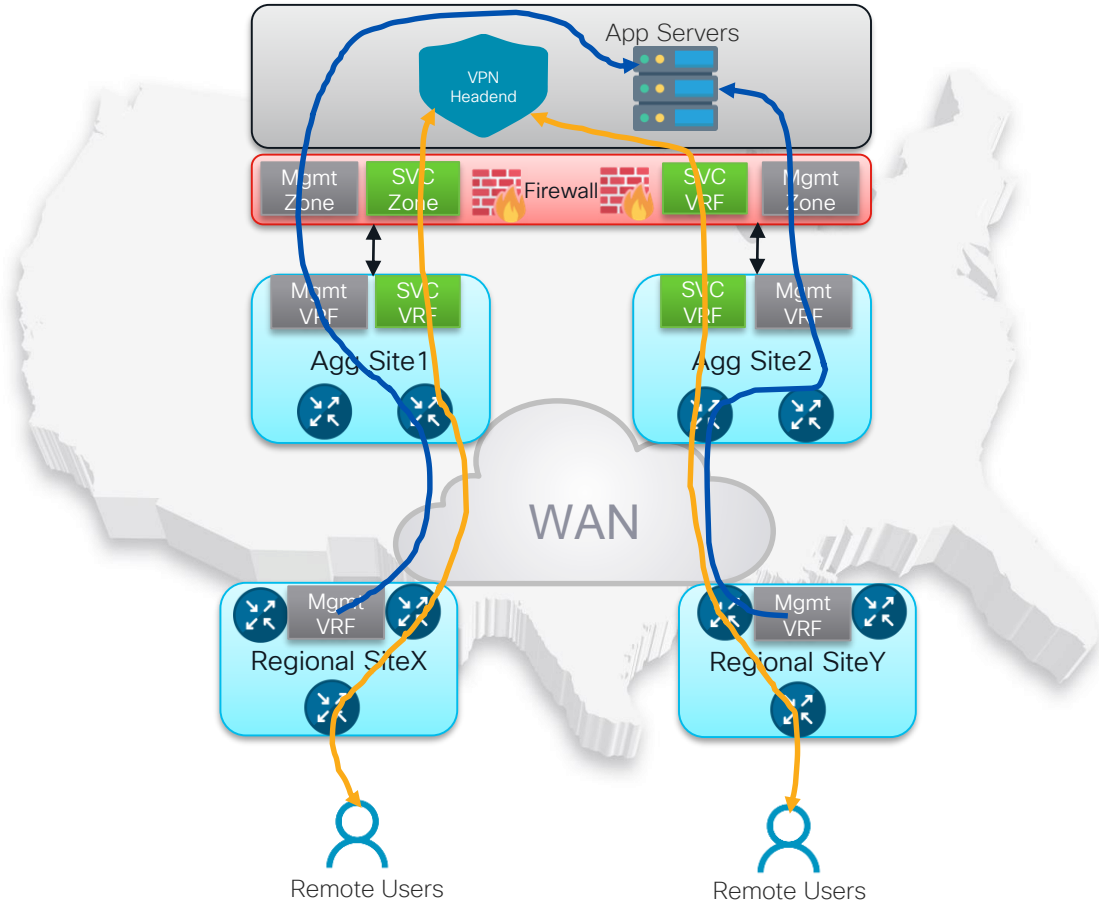 App Servers
VPN
Headend
Mgmt
Zone
SVC
Zone
Firewall
SVC
VRF
Mgmt
Zone
Mgmt
VRF
SVC
VRF
SVC
VRF
Mgmt
VRF
Agg Site1
Agg Site2
WAN
Mgmt
VRF
Mgmt
VRF
Regional SiteX
Regional SiteY
Remote Users
Remote Users